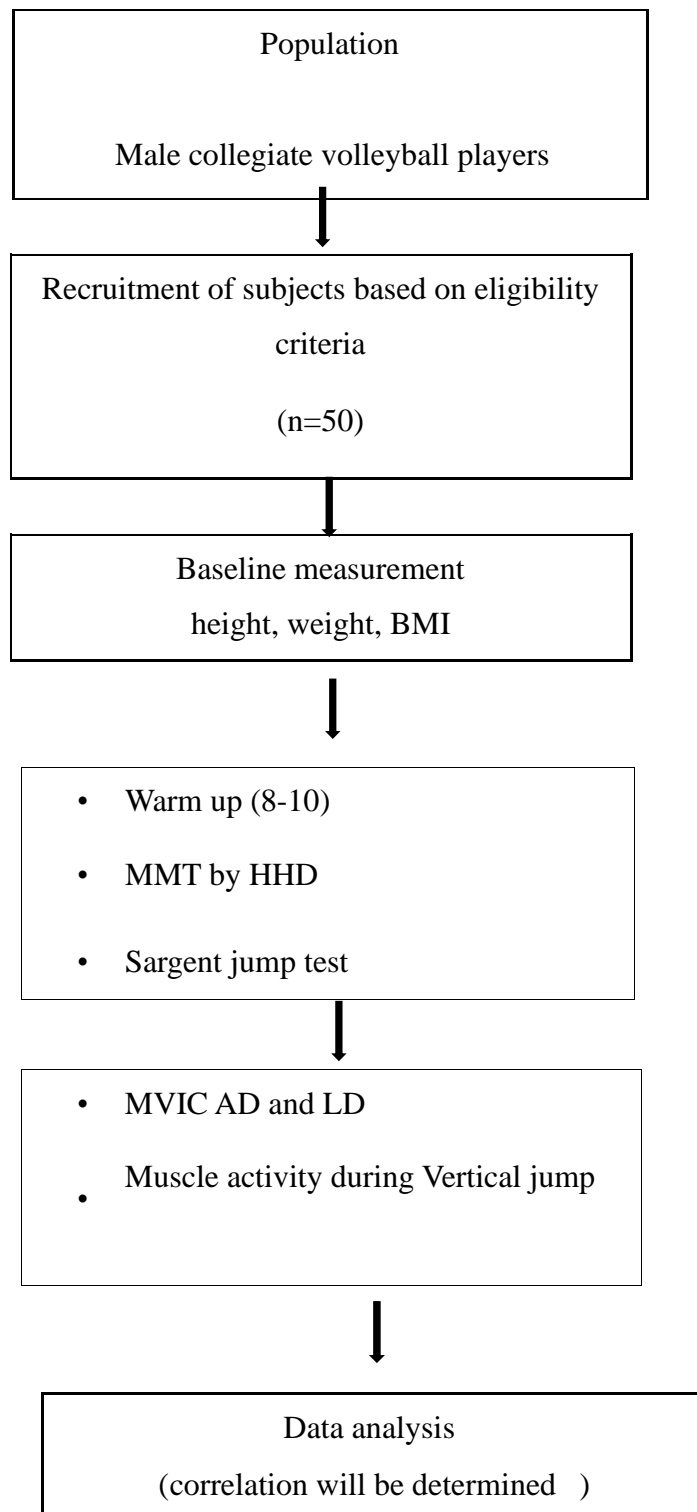 Population
Male collegiate volleyball players
Recruitment of subjects based on eligibility
criteria
(n=50)
Baseline measurement
height, weight, BMI
• Warm up (8-10)
• MMT by HHD
• Sargent jump test
• MVIC AD and LD
• Muscle activity during Vertical jump
Data analysis
(correlation will be determined )